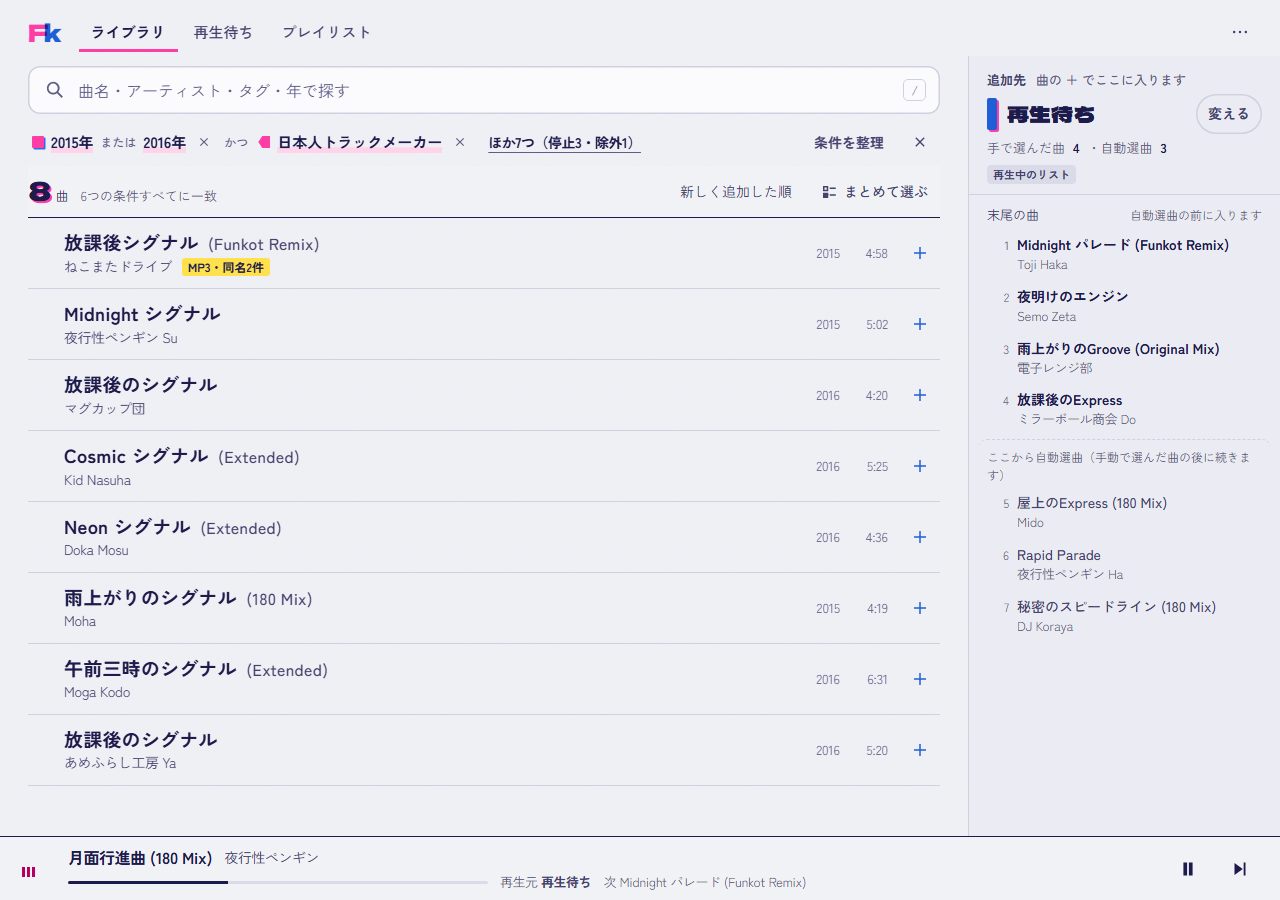 Fk ライブラリ 再生待ち プレイリスト ···
曲名・アーティスト・タグ・年で探す /
2015年 または 2016年 × かつ 日本人トラックメーカー × ほか7つ（停止3・除外1） 条件を整理 ×
8 曲 6つの条件すべてに一致 新しく追加した順 まとめて選ぶ
放課後シグナル (Funkot Remix)
ねこまたドライブ MP3・同名2件
2015 4:58 +
Midnight シグナル
夜行性ペンギン Su
2015 5:02 +
放課後のシグナル
マグカップ団
2016 4:20 +
Cosmic シグナル (Extended)
Kid Nasuha
2016 5:25 +
Neon シグナル (Extended)
Doka Mosu
2016 4:36 +
雨上がりのシグナル (180 Mix)
Moha
2015 4:19 +
午前三時のシグナル (Extended)
Moga Kodo
2016 6:31 +
放課後のシグナル
あめふらし工房 Ya
2016 5:20 +
追加先 曲の ＋ でここに入ります
再生待ち 変える
手で選んだ曲 4 ・自動選曲 3
再生中のリスト
末尾の曲 自動選曲の前に入ります
1 Midnight パレード (Funkot Remix)
Toji Haka
2 夜明けのエンジン
Semo Zeta
3 雨上がりのGroove (Original Mix)
電子レンジ部
4 放課後のExpress
ミラーボール商会 Do
ここから自動選曲（手動で選んだ曲の後に続きま
す）
5 屋上のExpress (180 Mix)
Mido
6 Rapid Parade
夜行性ペンギン Ha
7 秘密のスピードライン (180 Mix)
DJ Koraya
月面行進曲 (180 Mix) 夜行性ペンギン
再生元 再生待ち 次 Midnight パレード (Funkot Remix)